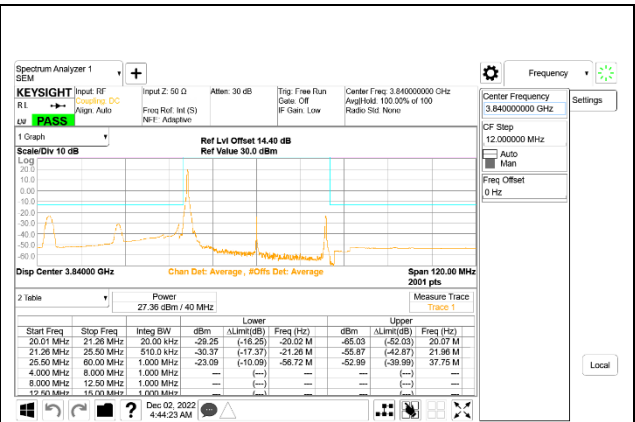 Spectrum Analyzer 1
SEM
Frequency
KEYSIGHT
RL
PASS
Input: RF
Coupling: DC
Align: Auto
Input Z: 50 Ω
Freq Ref: Int (S)
NFE: Adaptive
Atten: 30 dB
Trig: Free Run
Gate: Off
IF Gain: Low
Center Freq: 3.840000000 GHz
Avg|Hold: 100.00% of 100
Radio Std: None
Center Frequency
3.840000000 GHz
Settings
CF Step
12.000000 MHz
Auto
Man
Freq Offset
0 Hz
Local
1 Graph
Scale/Div 10 dB
Ref Lvl Offset 14.40 dB
Ref Value 30.0 dBm
Log
20.0
10.0
0.00
-10.0
-20.0
-30.0
-40.0
-50.0
-60.0
Disp Center 3.84000 GHz
Chan Det: Average , #Offs Det: Average
Span 120.00 MHz
2001 pts
2 Table
Power
27.36 dBm / 40 MHz
Measure Trace
Trace 1
Lower Upper
Start Freq Stop Freq Integ BW dBm ΔLimit(dB) Freq (Hz) dBm ΔLimit(dB) Freq (Hz)
20.01 MHz 21.26 MHz 20.00 kHz -29.25 (-16.25) -20.02 M -65.03 (-52.03) 20.07 M
21.26 MHz 25.50 MHz 510.0 kHz -30.37 (-17.37) -21.26 M -55.87 (-42.87) 21.96 M
25.50 MHz 60.00 MHz 1.000 MHz -23.09 (-10.09) -56.72 M -52.99 (-39.99) 37.75 M
4.000 MHz 8.000 MHz 1.000 MHz --- (---) --- (---)
8.000 MHz 12.50 MHz 1.000 MHz --- (---) --- (---)
12.50 MHz 15.00 MHz 1.000 MHz --- (---) --- (---)
?
Dec 02, 2022
4:44:23 AM